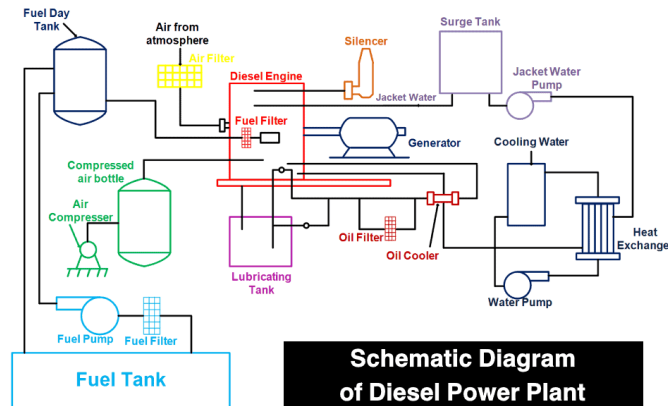 Fuel Day
Tank
Air from
atmosphere
Air Filter
Silencer
Surge Tank
Diesel Engine
Jacket Water
Jacket Water
Pump
Fuel Filter
Generator
Cooling Water
Compressed
air bottle
Air
Compresser
Heat
Exchanger
Oil Filter
Oil Cooler
Lubricating
Tank
Water Pump
Fuel Pump
Fuel Filter
Fuel Tank
Schematic Diagram
of Diesel Power Plant